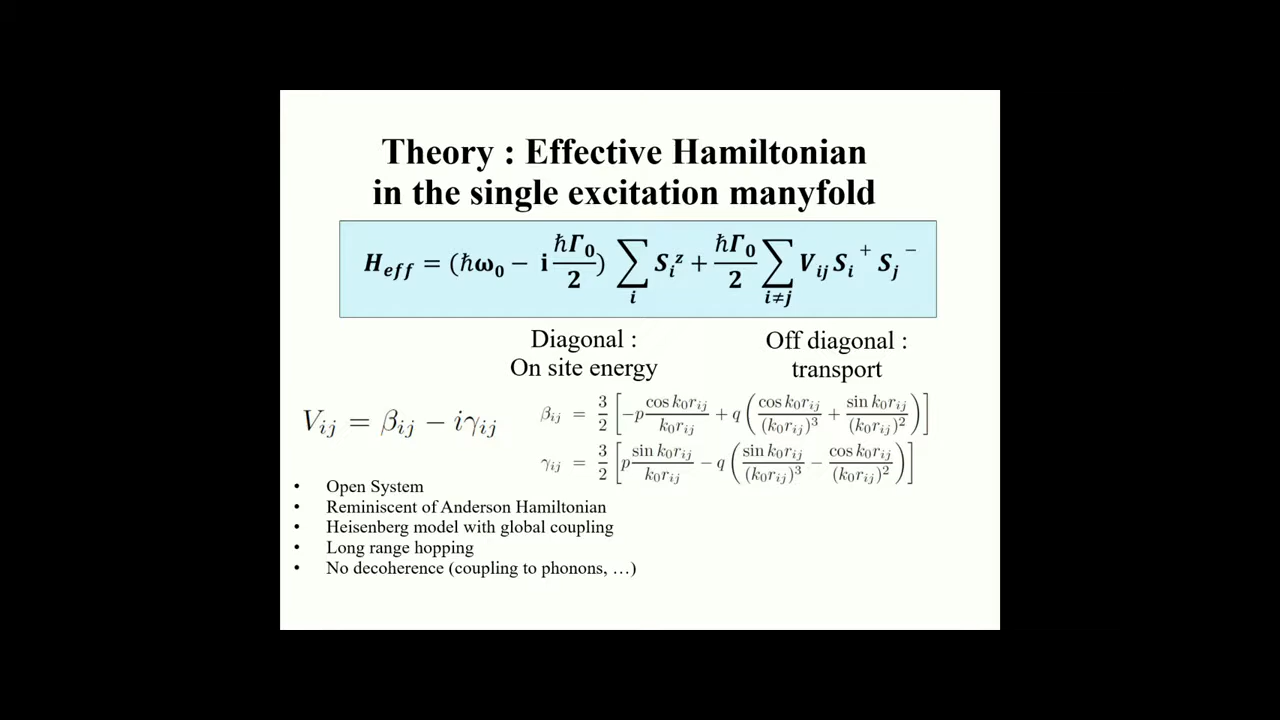 Theory : Effective Hamiltonian
in the single excitation manyfold
H_eff = (ħω₀ − i ħΓ₀/2) ∑_i S_i^z + ħΓ₀/2 ∑_{i≠j} V_ij S_i^+ S_j^−
Diagonal :
On site energy
Off diagonal :
transport
V_ij = β_ij − iγ_ij
β_ij = 3/2 [−p cos k₀r_ij / k₀r_ij + q (cos k₀r_ij / (k₀r_ij)³ + sin k₀r_ij / (k₀r_ij)²)]
γ_ij = 3/2 [p sin k₀r_ij / k₀r_ij − q (sin k₀r_ij / (k₀r_ij)³ − cos k₀r_ij / (k₀r_ij)²)]
• Open System
• Reminiscent of Anderson Hamiltonian
• Heisenberg model with global coupling
• Long range hopping
• No decoherence (coupling to phonons, …)